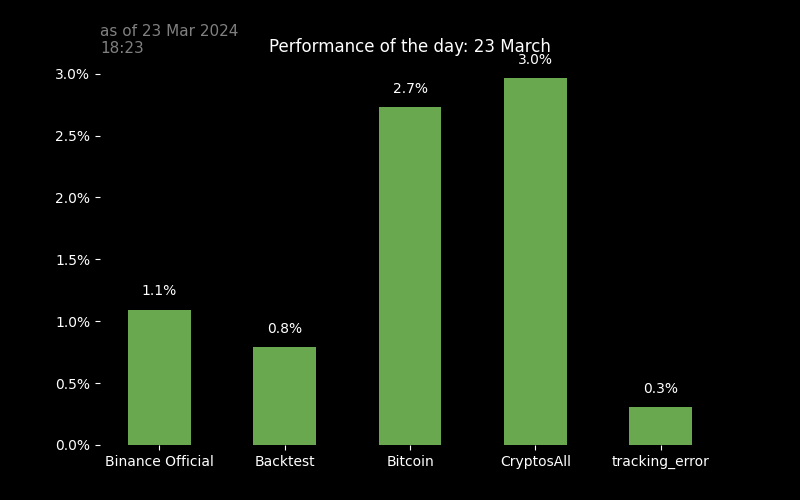 as of 23 Mar 2024
18:23
Performance of the day: 23 March
3.0%
2.5%
2.0%
1.5%
1.0%
0.5%
0.0%
1.1%
0.8%
2.7%
3.0%
0.3%
Binance Official
Backtest
Bitcoin
CryptosAll
tracking_error